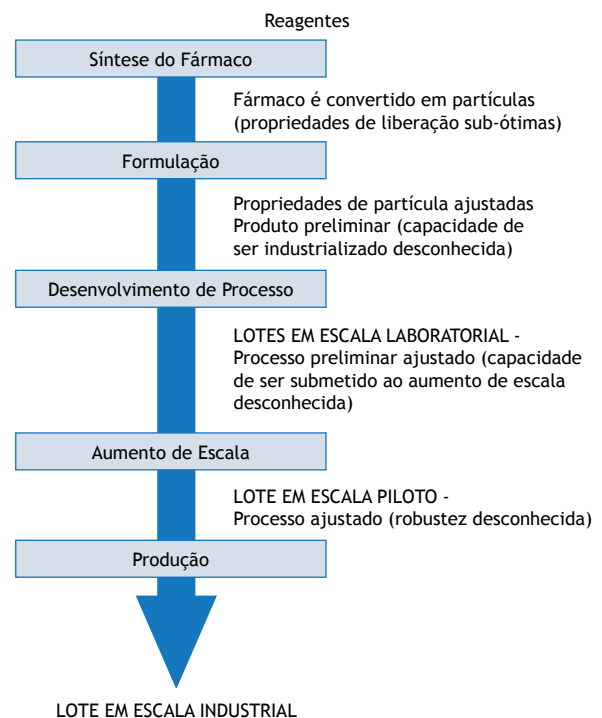 Reagentes
Síntese do Fármaco
Fármaco é convertido em partículas
(propriedades de liberação sub-ótimas)
Formulação
Propriedades de partícula ajustadas
Produto preliminar (capacidade de
ser industrializado desconhecida)
Desenvolvimento de Processo
LOTES EM ESCALA LABORATORIAL -
Processo preliminar ajustado (capacidade
de ser submetido ao aumento de escala
desconhecida)
Aumento de Escala
LOTE EM ESCALA PILOTO -
Processo ajustado (robustez desconhecida)
Produção
LOTE EM ESCALA INDUSTRIAL